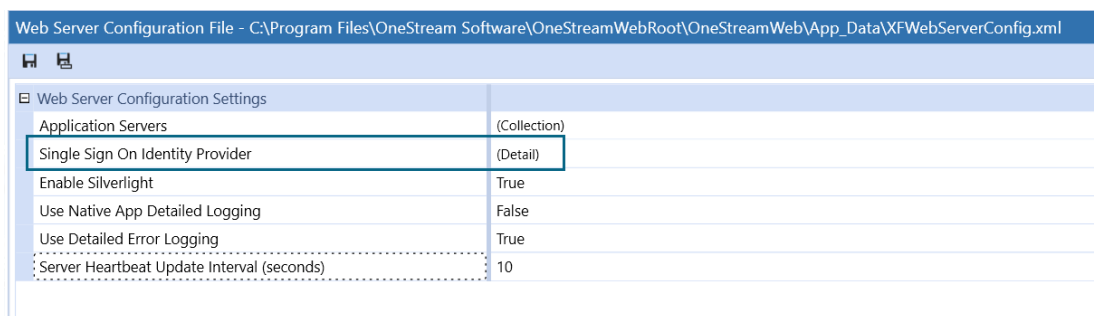 Web Server Configuration File - C:\Program Files\OneStream Software\OneStreamWebRoot\OneStreamWeb\App_Data\XFWebServerConfig.xml
Web Server Configuration Settings
Application Servers (Collection)
Single Sign On Identity Provider (Detail)
Enable Silverlight True
Use Native App Detailed Logging False
Use Detailed Error Logging True
Server Heartbeat Update Interval (seconds) 10